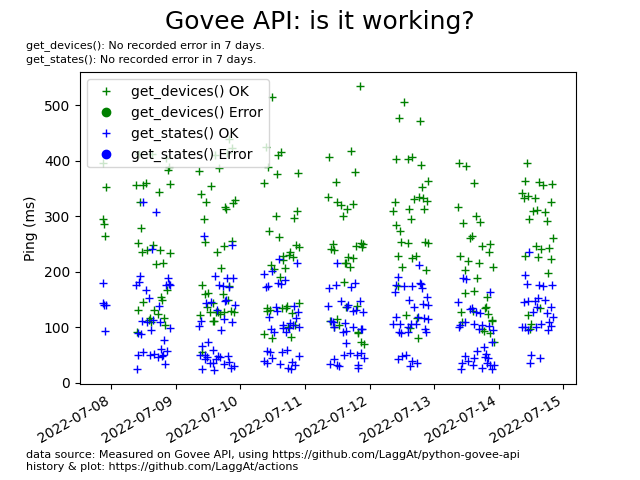 Govee API: is it working?
get_devices(): No recorded error in 7 days.
get_states(): No recorded error in 7 days.
get_devices() OK
get_devices() Error
get_states() OK
get_states() Error
Ping (ms)
500
400
300
200
100
0
2022-07-08
2022-07-09
2022-07-10
2022-07-11
2022-07-12
2022-07-13
2022-07-14
2022-07-15
data source: Measured on Govee API, using https://github.com/LaggAt/python-govee-api
history & plot: https://github.com/LaggAt/actions